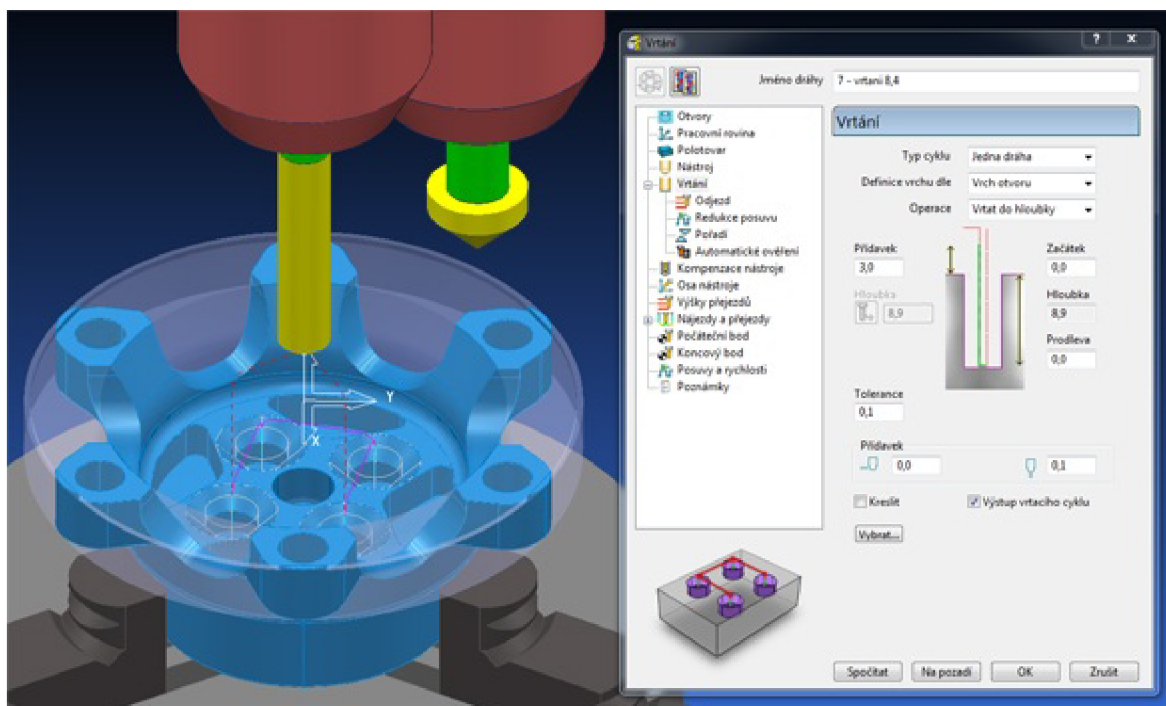 Vrtání
Jméno dráhy 7 - vrtani 8,4
Otvory
Pracovní rovina
Polotovar
Nástroj
Vrtání
Odjezd
Redukce posuvu
Pořadí
Automatické ověření
Kompenzace nástroje
Osa nástroje
Výšky přejezdů
Nájezdy a přejezdy
Počáteční bod
Koncový bod
Posuvy a rychlosti
Poznámky
Vrtání
Typ cyklu Jedna dráha
Definice vrchu dle Vrch otvoru
Operace Vrtat do hloubky
Přídavek Začátek
3,0 0,0
Hloubka Hloubka
8,9 8,9
Prodleva
0,0
Tolerance
0,1
Přídavek
0,0 0,1
Kreslit Výstup vrtacího cyklu
Vybrat...
Spočítat Na pozadí OK Zrušit
Y
X